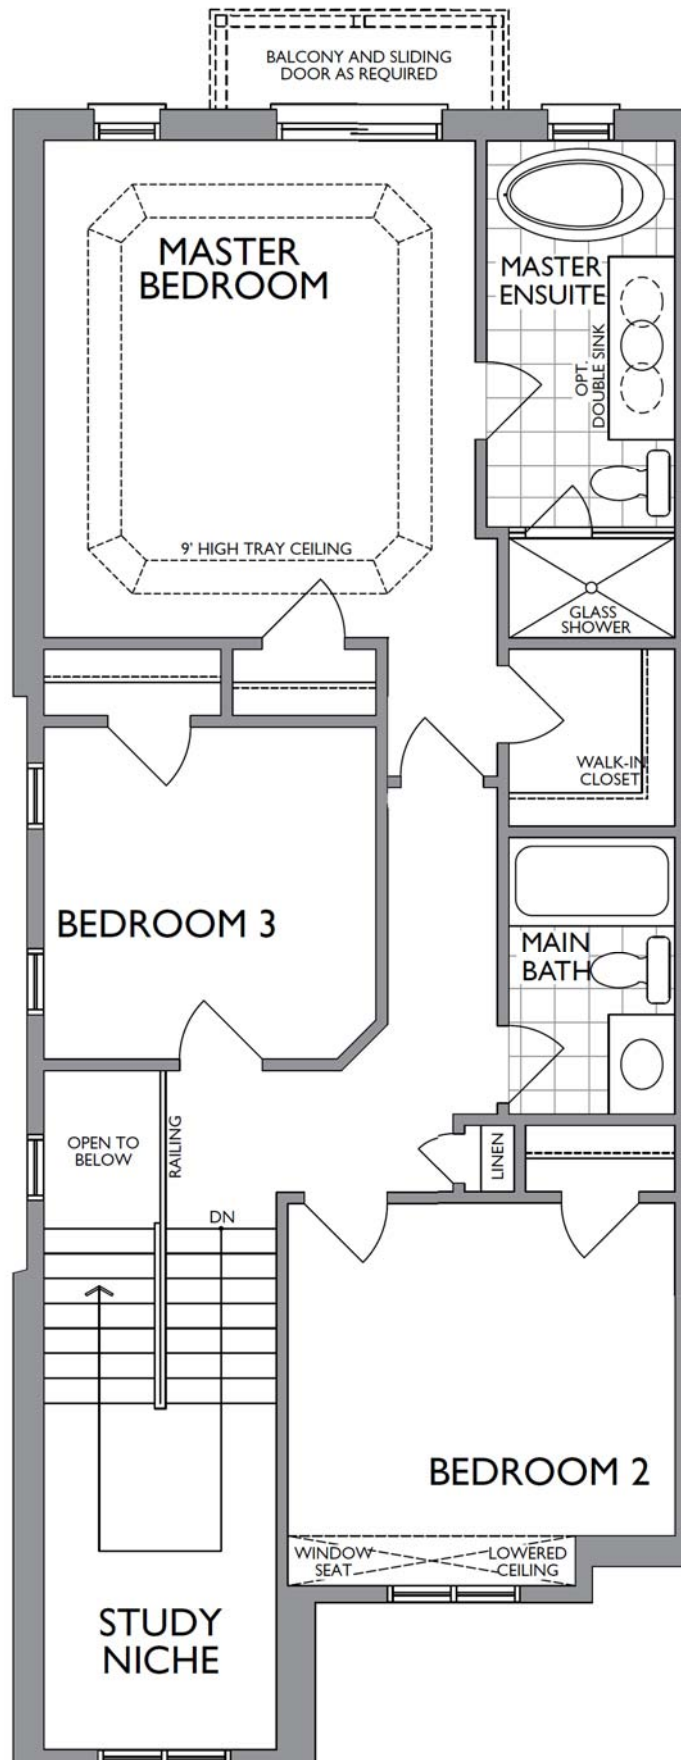 BALCONY AND SLIDING
DOOR AS REQUIRED
MASTER
BEDROOM
MASTER
ENSUITE
OPT.
DOUBLE SINK
9' HIGH TRAY CEILING
GLASS
SHOWER
WALK-IN
CLOSET
BEDROOM 3
MAIN
BATH
OPEN TO
BELOW
RAILING
LINEN
DN
BEDROOM 2
WINDOW
SEAT
LOWERED
CEILING
STUDY
NICHE